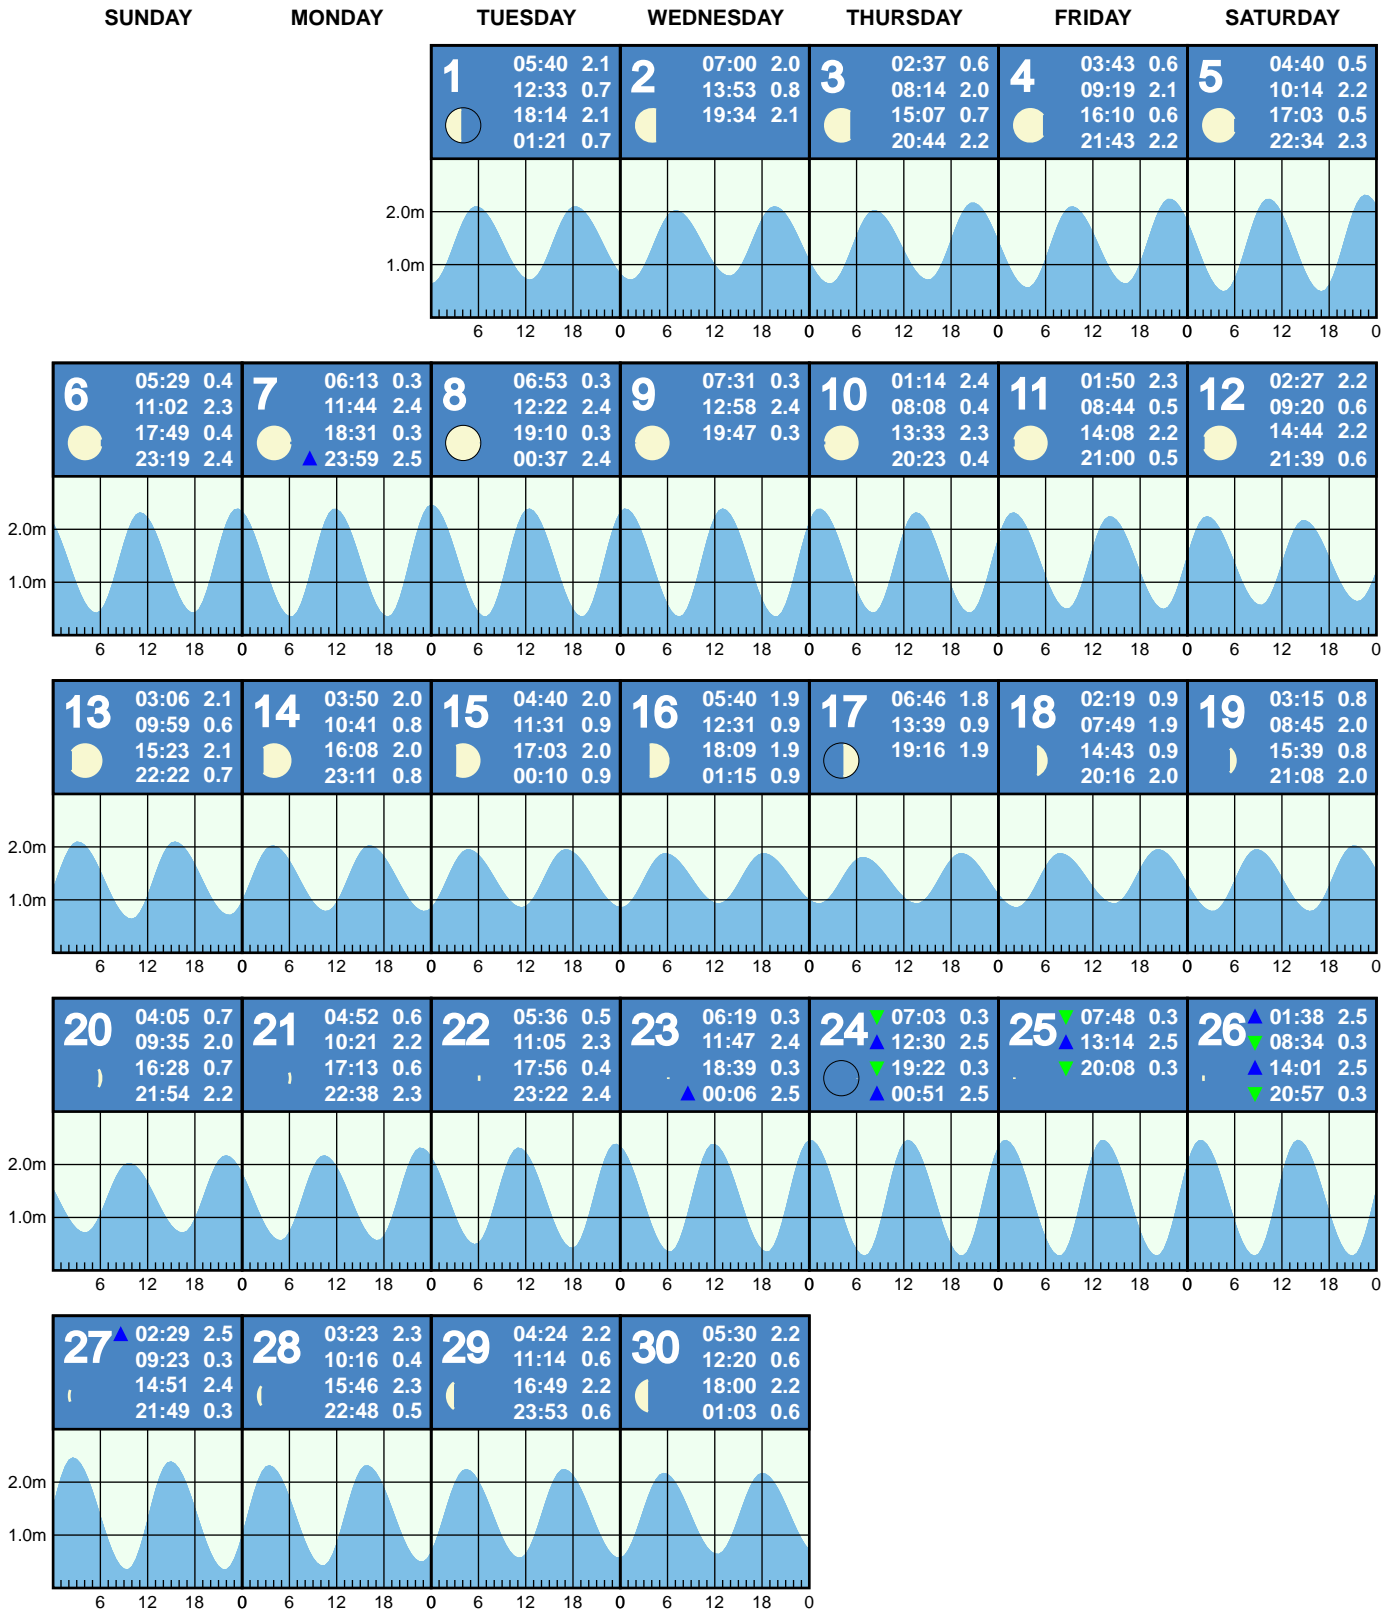 SUNDAY MONDAY TUESDAY WEDNESDAY THURSDAY FRIDAY SATURDAY
1 05:40 2.1
12:33 0.7
18:14 2.1
01:21 0.7
2 07:00 2.0
13:53 0.8
19:34 2.1
3 02:37 0.6
08:14 2.0
15:07 0.7
20:44 2.2
4 03:43 0.6
09:19 2.1
16:10 0.6
21:43 2.2
5 04:40 0.5
10:14 2.2
17:03 0.5
22:34 2.3
2.0m
1.0m
6 12 18 0 6 12 18 0 6 12 18 0 6 12 18 0 6 12 18 0
6 05:29 0.4
11:02 2.3
17:49 0.4
23:19 2.4
7 06:13 0.3
11:44 2.4
18:31 0.3
23:59 2.5
8 06:53 0.3
12:22 2.4
19:10 0.3
00:37 2.4
9 07:31 0.3
12:58 2.4
19:47 0.3
10 01:14 2.4
08:08 0.4
13:33 2.3
20:23 0.4
11 01:50 2.3
08:44 0.5
14:08 2.2
21:00 0.5
12 02:27 2.2
09:20 0.6
14:44 2.2
21:39 0.6
2.0m
1.0m
6 12 18 0 6 12 18 0 6 12 18 0 6 12 18 0 6 12 18 0 6 12 18 0 6 12 18 0
13 03:06 2.1
09:59 0.6
15:23 2.1
22:22 0.7
14 03:50 2.0
10:41 0.8
16:08 2.0
23:11 0.8
15 04:40 2.0
11:31 0.9
17:03 2.0
00:10 0.9
16 05:40 1.9
12:31 0.9
18:09 1.9
01:15 0.9
17 06:46 1.8
13:39 0.9
19:16 1.9
18 02:19 0.9
07:49 1.9
14:43 0.9
20:16 2.0
19 03:15 0.8
08:45 2.0
15:39 0.8
21:08 2.0
2.0m
1.0m
6 12 18 0 6 12 18 0 6 12 18 0 6 12 18 0 6 12 18 0 6 12 18 0 6 12 18 0
20 04:05 0.7
09:35 2.0
16:28 0.7
21:54 2.2
21 04:52 0.6
10:21 2.2
17:13 0.6
22:38 2.3
22 05:36 0.5
11:05 2.3
17:56 0.4
23:22 2.4
23 06:19 0.3
11:47 2.4
18:39 0.3
00:06 2.5
24 07:03 0.3
12:30 2.5
19:22 0.3
00:51 2.5
25 07:48 0.3
13:14 2.5
20:08 0.3
26 01:38 2.5
08:34 0.3
14:01 2.5
20:57 0.3
2.0m
1.0m
6 12 18 0 6 12 18 0 6 12 18 0 6 12 18 0 6 12 18 0 6 12 18 0 6 12 18 0
27 02:29 2.5
09:23 0.3
14:51 2.4
21:49 0.3
28 03:23 2.3
10:16 0.4
15:46 2.3
22:48 0.5
29 04:24 2.2
11:14 0.6
16:49 2.2
23:53 0.6
30 05:30 2.2
12:20 0.6
18:00 2.2
01:03 0.6
2.0m
1.0m
6 12 18 0 6 12 18 0 6 12 18 0 6 12 18 0